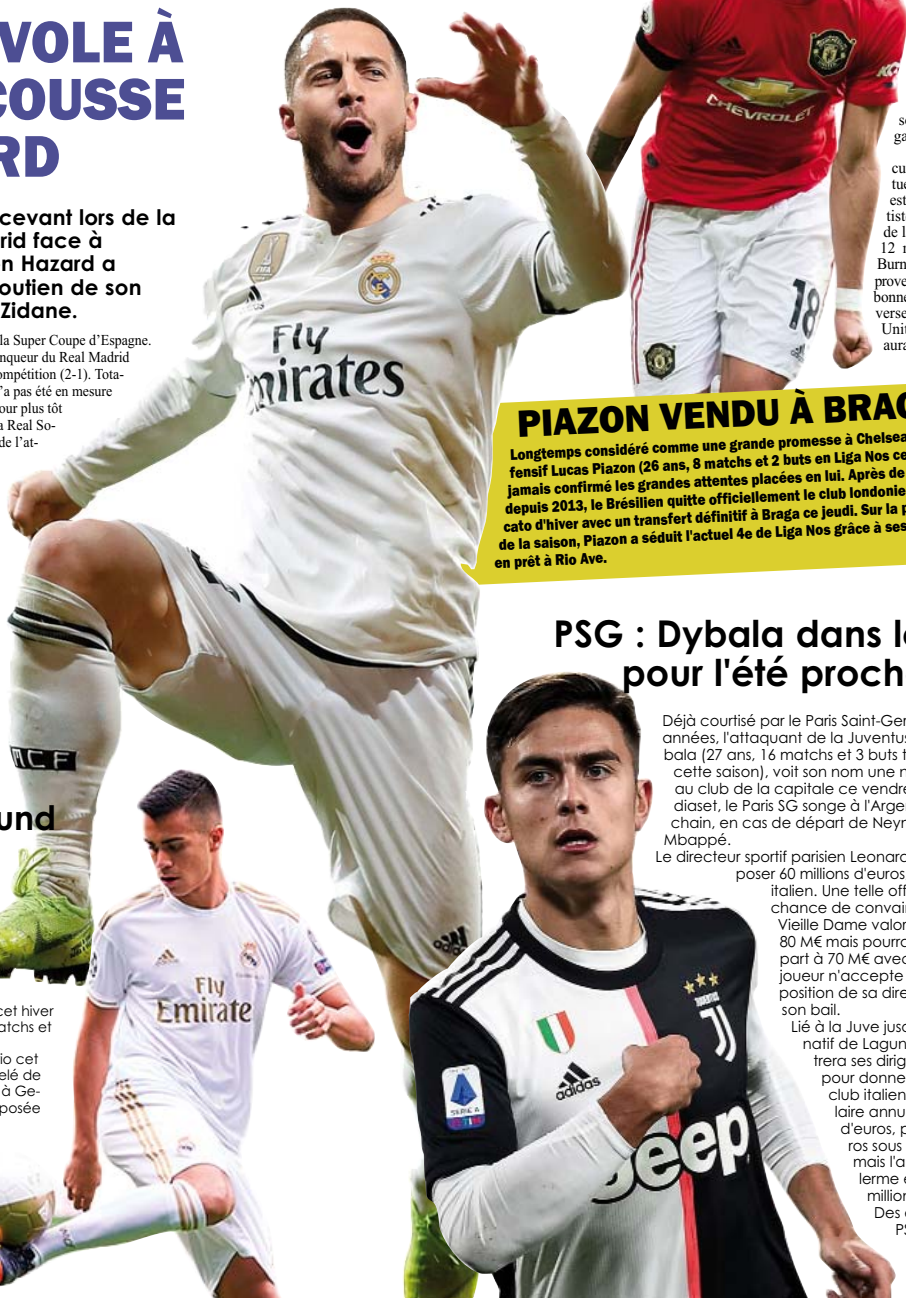 VOLE À
COUSSE
RD
cevant lors de la
rid face à
n Hazard a
outien de son
Zidane.
la Super Coupe d'Espagne.
nqueur du Real Madrid
ompétition (2-1). Tota-
'a pas été en mesure
our plus tôt
a Real So-
de l'at-
Fly
Emirates
CHEVROLET
18
12
Burn
prove
bonne
verse
Unit
aura
PIAZON VENDU À BRAG
Longtemps considéré comme une grande promesse à Chelsea
fensif Lucas Piazon (26 ans, 8 matchs et 2 buts en Liga Nos ce
jamais confirmé les grandes attentes placées en lui. Après de
depuis 2013, le Brésilien quitte officiellement le club londonie
cato d'hiver avec un transfert définitif à Braga ce jeudi. Sur la p
de la saison, Piazon a séduit l'actuel 4e de Liga Nos grâce à ses
en prêt à Rio Ave.
PSG : Dybala dans l
pour l'été proch
Déjà courtisé par le Paris Saint-Ger
années, l'attaquant de la Juventus
bala (27 ans, 16 matchs et 3 buts t
cette saison), voit son nom une n
au club de la capitale ce vendre
diaset, le Paris SG songe à l'Arge
chain, en cas de départ de Neyn
Mbappé.
Le directeur sportif parisien Leonard
poser 60 millions d'euros
italien. Une telle off
chance de convain
Vieille Dame valor
80 M€ mais pourra
part à 70 M€ avec
joueur n'accepte
position de sa dire
son bail.
Lié à la Juve jusq
natif de Lagun
trera ses dirig
pour donne
club italien
laire annu
d'euros, p
ros sous
mais l'a
lerme e
million
Des
PS
MCF
und
cet hiver
atchs et
io cet
elé de
à Ge-
posée
Fly
Emirate
adidas
SERIE A
Jeep